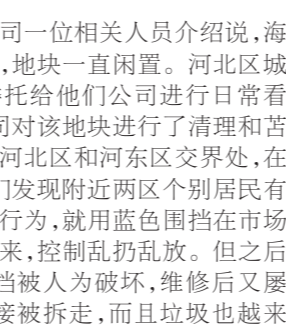 司一位相关人员介绍说，海
，地块一直闲置。河北区城
托给他们公司进行日常看
司对该地块进行了清理和苫
河北区和河东区交界处，在
们发现附近两区个别居民有
行为，就用蓝色围挡在市场
来，控制乱扔乱放。但之后
当被人为破坏，维修后又屡
接被拆走，而且垃圾也越来